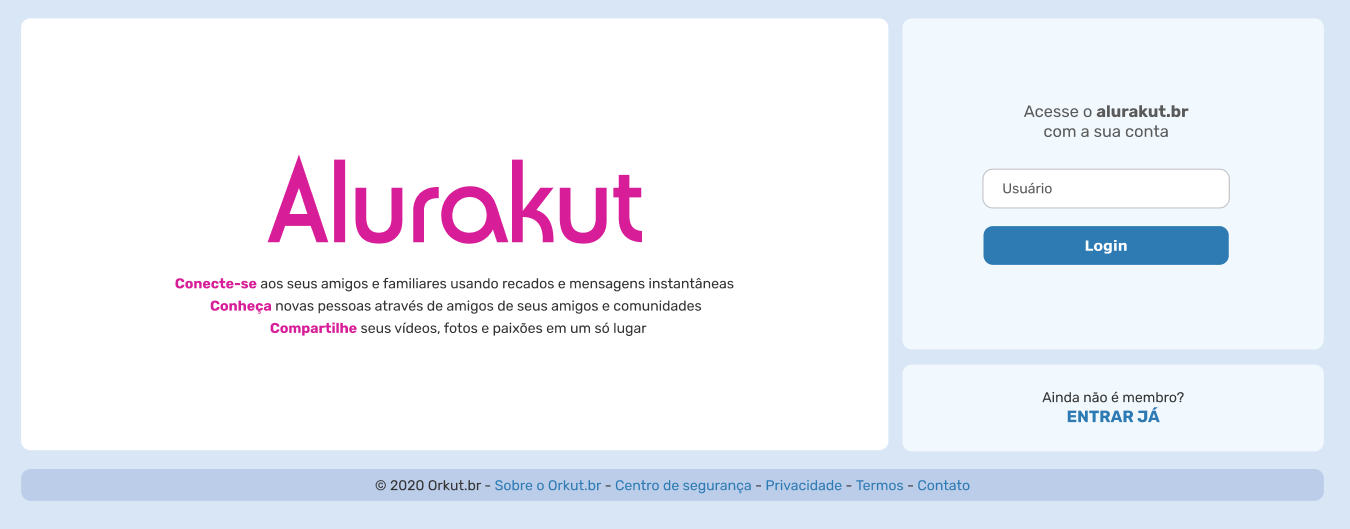 Alurakut
Conecte-se aos seus amigos e familiares usando recados e mensagens instantâneas
Conheça novas pessoas através de amigos de seus amigos e comunidades
Compartilhe seus vídeos, fotos e paixões em um só lugar
Acesse o alurakut.br
com a sua conta
Usuário
Login
Ainda não é membro?
ENTRAR JÁ
© 2020 Orkut.br - Sobre o Orkut.br - Centro de segurança - Privacidade - Termos - Contato